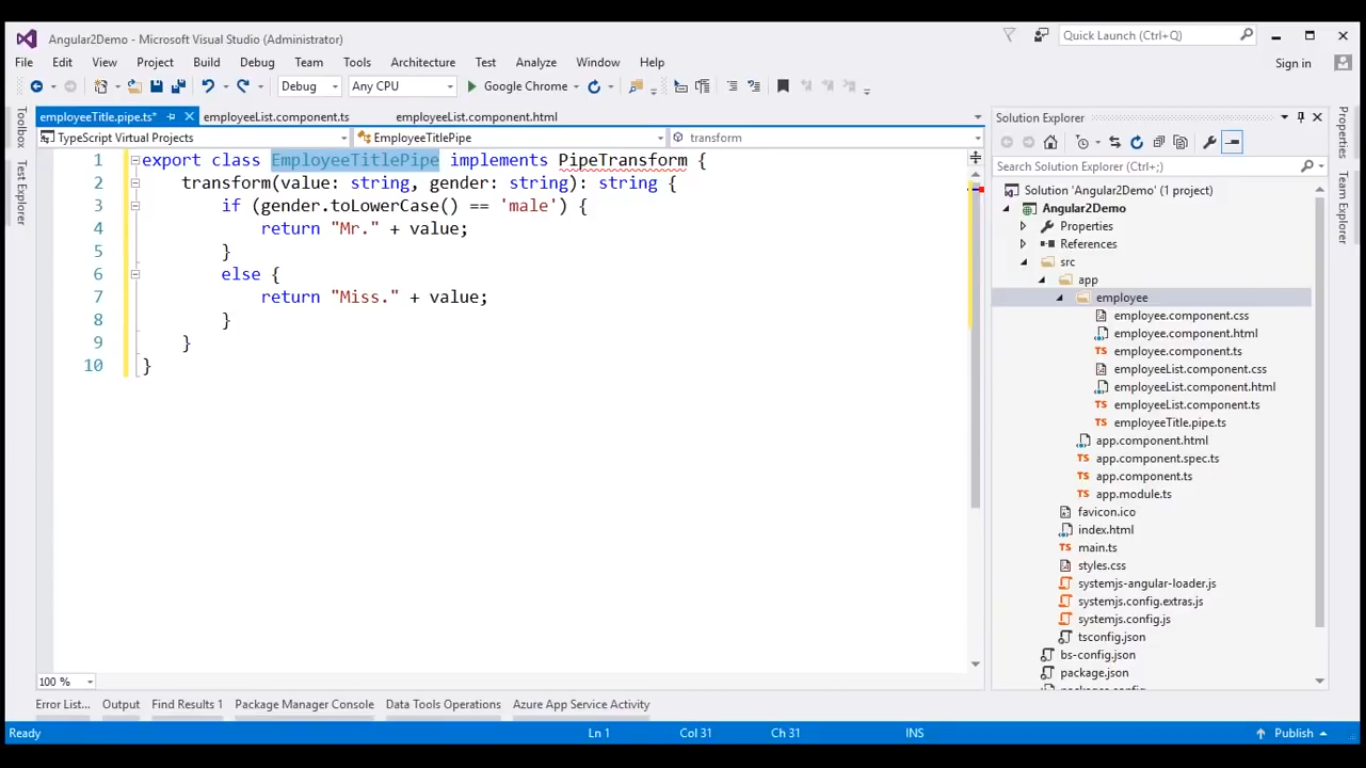 Angular2Demo - Microsoft Visual Studio (Administrator)
Quick Launch (Ctrl+Q)
File Edit View Project Build Debug Team Tools Architecture Test Analyze Window Help
Sign in
Debug Any CPU Google Chrome
Toolbox
Test Explorer
employeeTitle.pipe.ts* employeeList.component.ts employeeList.component.html
TypeScript Virtual Projects EmployeeTitlePipe transform
1 export class EmployeeTitlePipe implements PipeTransform {
2 transform(value: string, gender: string): string {
3 if (gender.toLowerCase() == 'male') {
4 return "Mr." + value;
5 }
6 else {
7 return "Miss." + value;
8 }
9 }
10 }
100 %
Solution Explorer
Search Solution Explorer (Ctrl+;)
Solution 'Angular2Demo' (1 project)
Angular2Demo
Properties
References
src
app
employee
employee.component.css
employee.component.html
employee.component.ts
employeeList.component.css
employeeList.component.html
employeeList.component.ts
employeeTitle.pipe.ts
app.component.html
app.component.spec.ts
app.component.ts
app.module.ts
favicon.ico
index.html
main.ts
styles.css
systemjs-angular-loader.js
systemjs.config.extras.js
systemjs.config.js
tsconfig.json
bs-config.json
package.json
Properties
Team Explorer
Error List... Output Find Results 1 Package Manager Console Data Tools Operations Azure App Service Activity
Ready Ln 1 Col 31 Ch 31 INS Publish